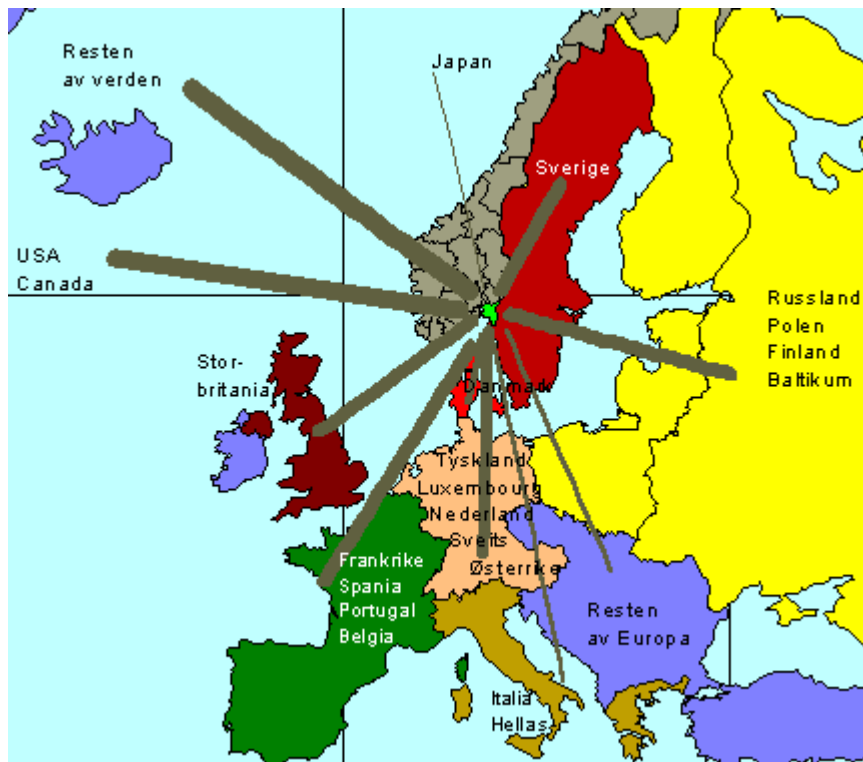 Resten
av verden
Japan
Sverige
USA
Canada
Russland
Polen
Finland
Baltikum
Stor-
britania
Danmark
Tyskland
Luxembourg
Nederland
Sveits
Østerrike
Frankrike
Spania
Portugal
Belgia
Resten
av Europa
Italia
Hellas